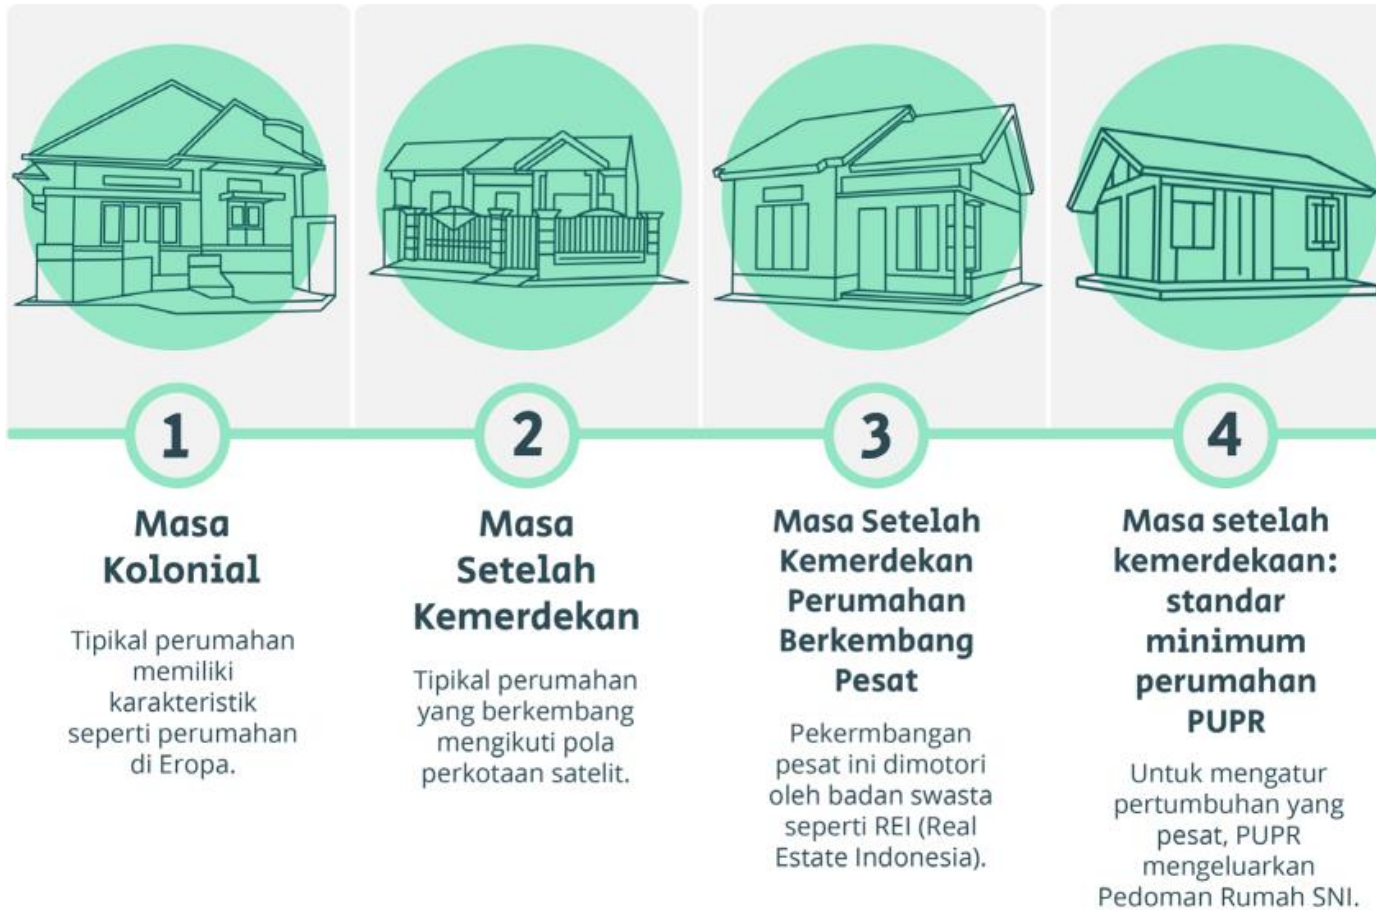 1
Masa
Kolonial
Tipikal perumahan
memiliki
karakteristik
seperti perumahan
di Eropa.
2
Masa
Setelah
Kemerdekan
Tipikal perumahan
yang berkembang
mengikuti pola
perkotaan satelit.
3
Masa Setelah
Kemerdekan
Perumahan
Berkembang
Pesat
Pekermbangan
pesat ini dimotori
oleh badan swasta
seperti REI (Real
Estate Indonesia).
4
Masa setelah
kemerdekaan:
standar
minimum
perumahan
PUPR
Untuk mengatur
pertumbuhan yang
pesat, PUPR
mengeluarkan
Pedoman Rumah SNI.